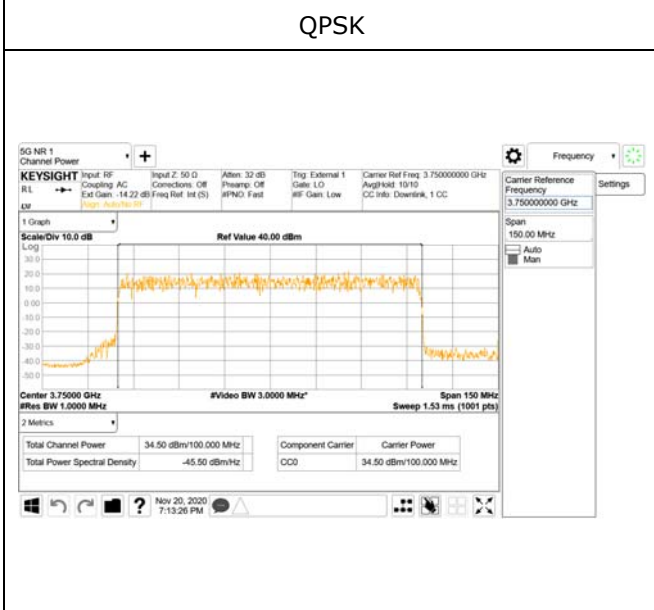 QPSK
5G NR 1
Channel Power
Frequency
KEYSIGHT
RL
Input: RF
Coupling: AC
Ext Gain: -14.22 dB
Align: Auto/No RF
Input Z: 50 Ω
Corrections: Off
Freq Ref: Int (S)
Atten: 32 dB
Preamp: Off
#PNO: Fast
Trig: External 1
Gate: LO
#IF Gain: Low
Carrier Ref Freq: 3.750000000 GHz
Avg|Hold: 10/10
CC Info: Downlink, 1 CC
Carrier Reference
Frequency
3.750000000 GHz
Settings
Span
150.00 MHz
Auto
Man
1 Graph
Scale/Div 10.0 dB
Ref Value 40.00 dBm
Log
30.0
20.0
10.0
0.00
-10.0
-20.0
-30.0
-40.0
-50.0
Center 3.75000 GHz
#Video BW 3.0000 MHz*
Span 150 MHz
#Res BW 1.0000 MHz
Sweep 1.53 ms (1001 pts)
2 Metrics
Total Channel Power 34.50 dBm/100.000 MHz
Total Power Spectral Density -45.50 dBm/Hz
Component Carrier Carrier Power
CC0 34.50 dBm/100.000 MHz
?
Nov 20, 2020
7:13:26 PM